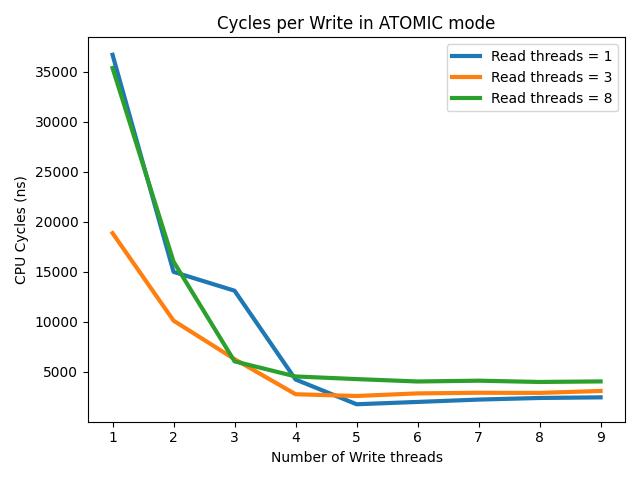 Cycles per Write in ATOMIC mode
Read threads = 1
Read threads = 3
Read threads = 8
CPU Cycles (ns)
35000
30000
25000
20000
15000
10000
5000
1 2 3 4 5 6 7 8 9
Number of Write threads